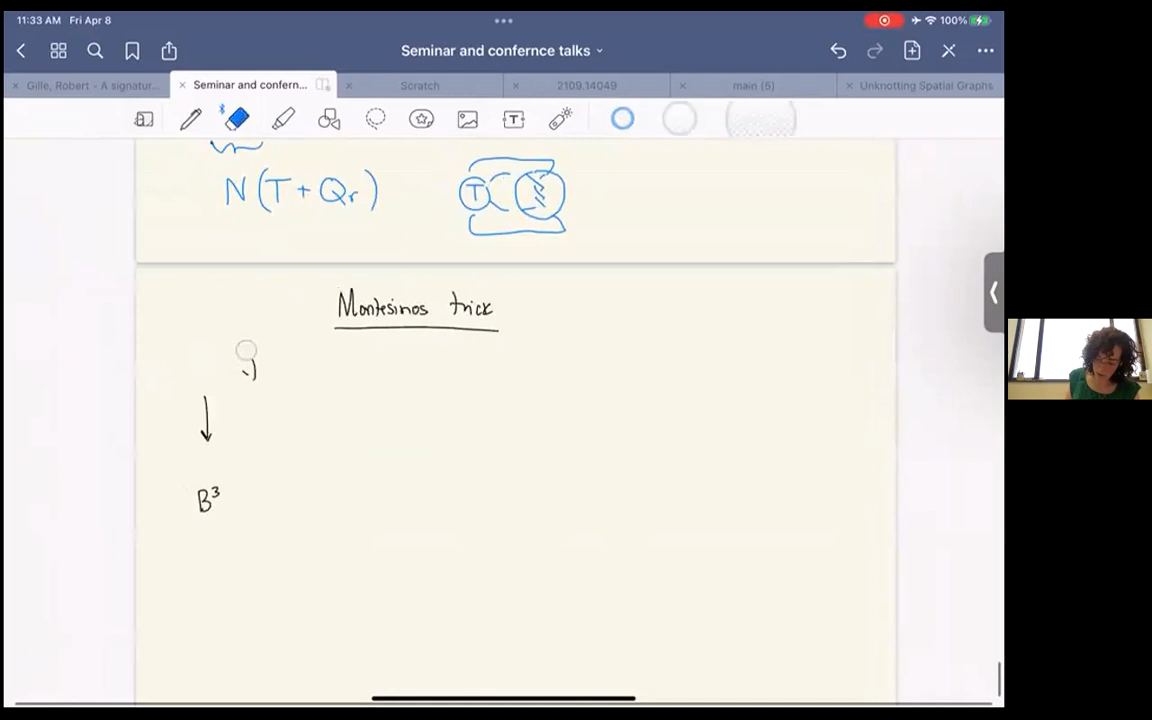 11:33 AM Fri Apr 8
100%
Seminar and confernce talks
Gille, Robert - A signatur...
Seminar and confern...
Scratch
2109.14049
main (5)
Unknotting Spatial Graphs
N(T+Qr)
T
Montesinos trick
B³